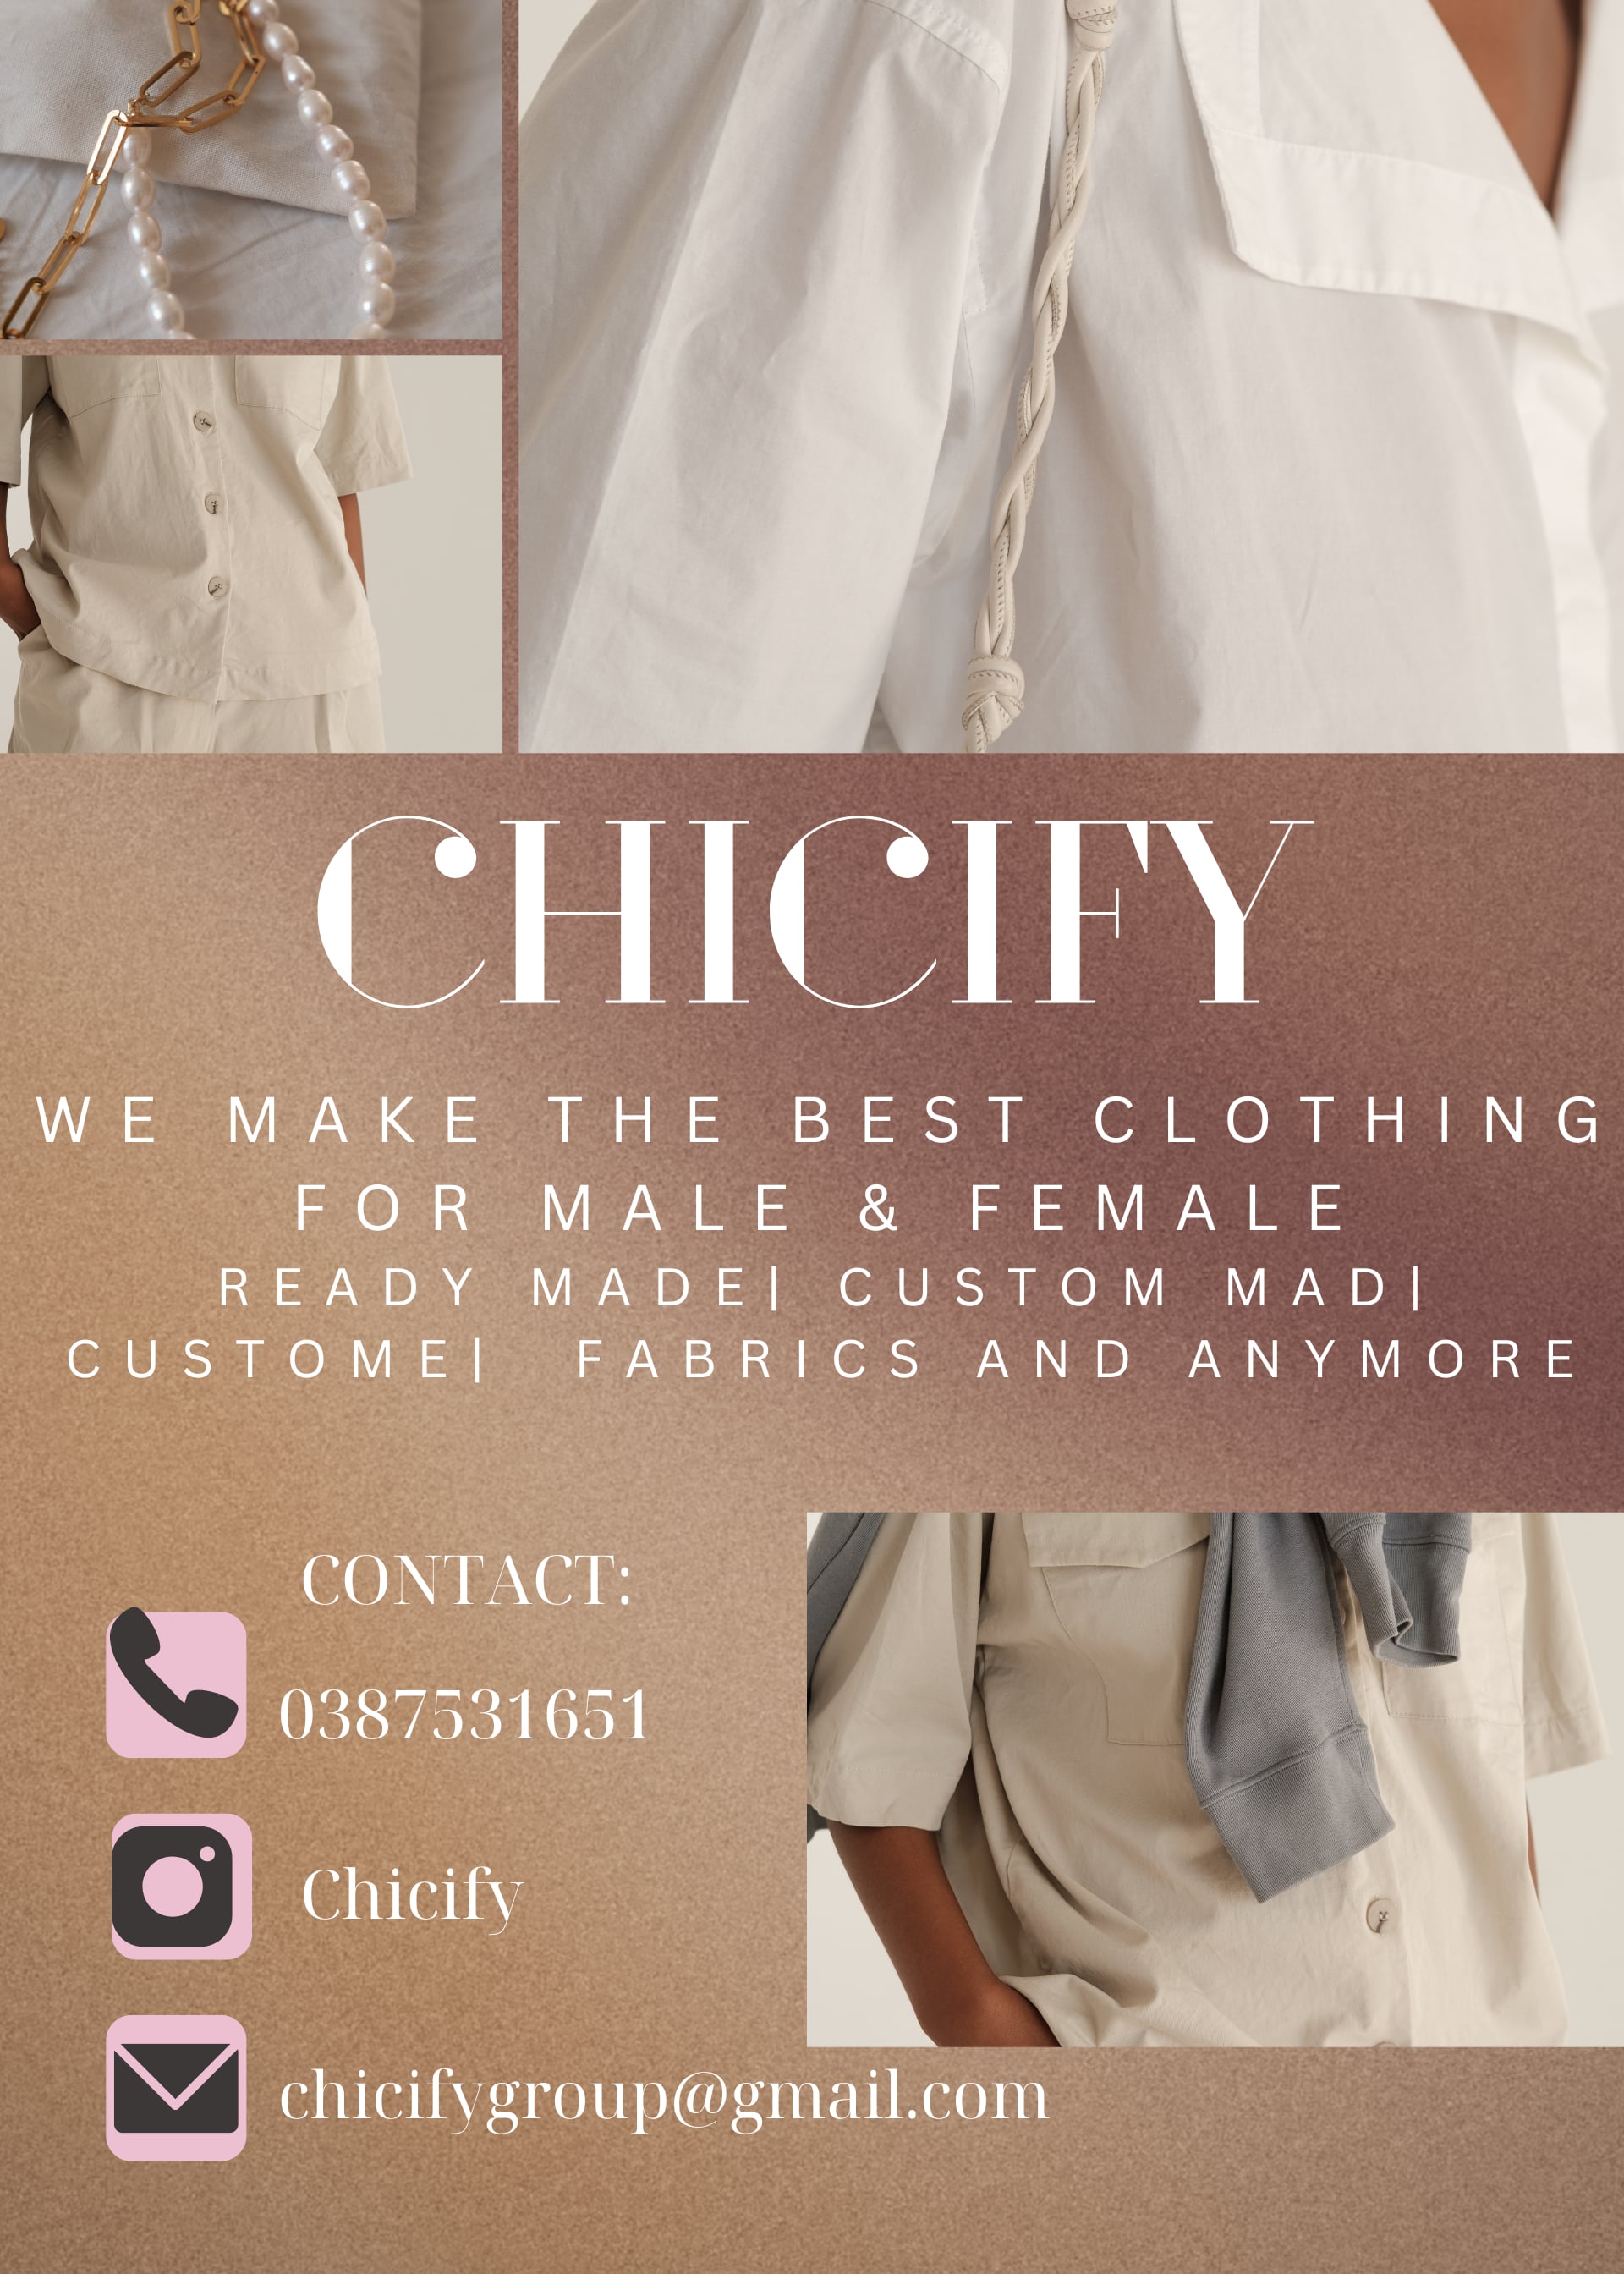 CHICIFY
WE MAKE THE BEST CLOTHING
FOR MALE & FEMALE
READY MADE| CUSTOM MAD|
CUSTOME| FABRICS AND ANYMORE
CONTACT:
0387531651
Chicify
chicifygroup@gmail.com